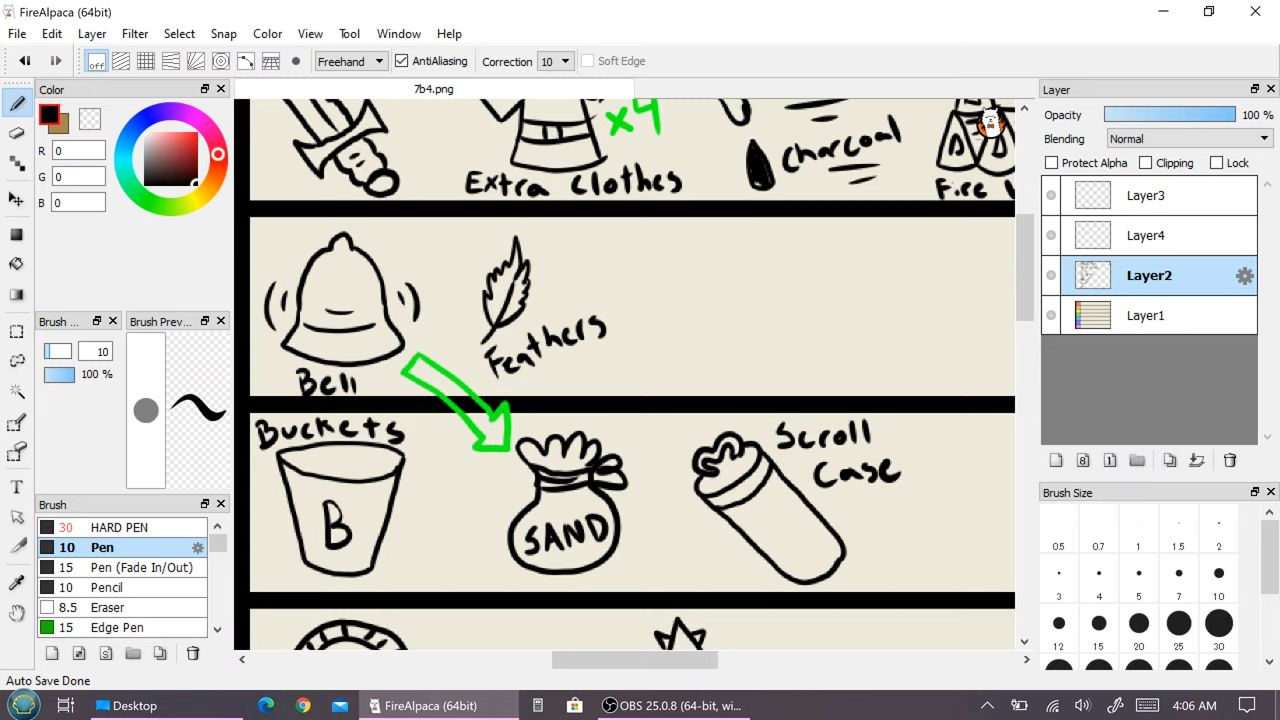 FireAlpaca (64bit)
File Edit Layer Filter Select Snap Color View Tool Window Help
off Freehand AntiAliasing Correction 10 Soft Edge
Color
R 0
G 0
B 0
Brush ... Brush Prev...
10
100 %
Brush
30 HARD PEN
10 Pen
15 Pen (Fade In/Out)
10 Pencil
8.5 Eraser
15 Edge Pen
7b4.png
x4
Extra Clothes
Charcoal
Fire
Bell
Feathers
Buckets
B
SAND
Scroll
Case
Layer
Opacity 100 %
Blending Normal
Protect Alpha Clipping Lock
Layer3
Layer4
Layer2
Layer1
8 1
Brush Size
0.5 0.7 1 1.5 2
3 4 5 7 10
12 15 20 25 30
Auto Save Done
Desktop FireAlpaca (64bit) OBS 25.0.8 (64-bit, wi... 4:06 AM